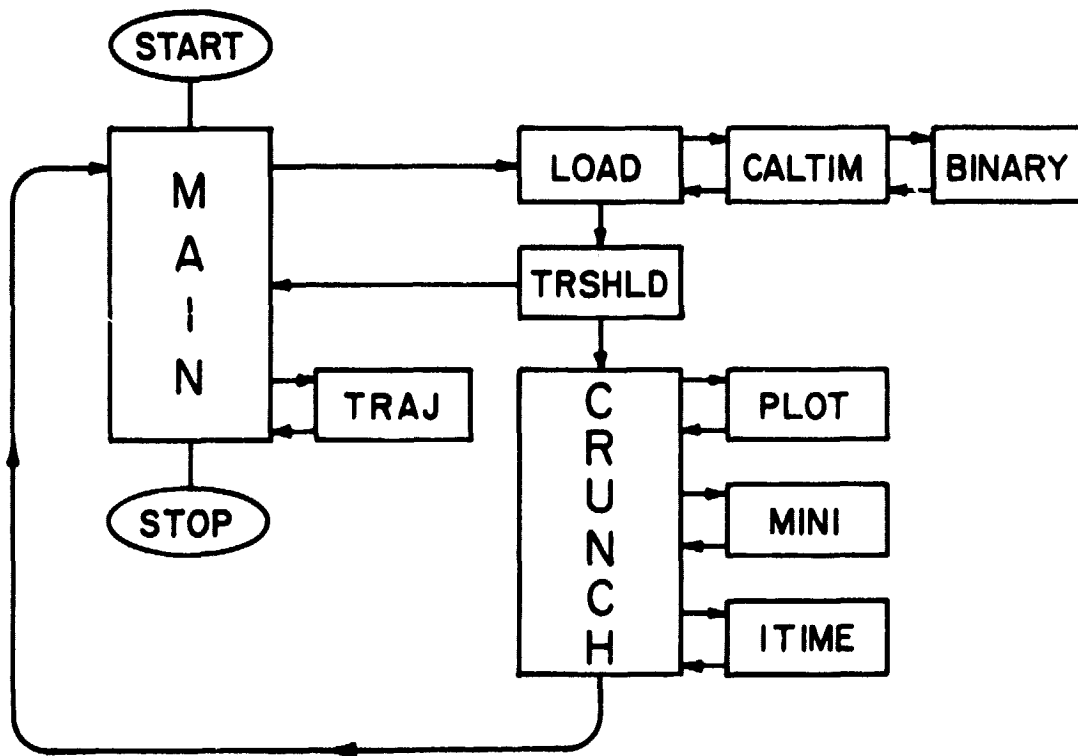 START
MAIN
LOAD
CALTIM
BINARY
TRSHLD
TRAJ
CRUNCH
PLOT
MINI
ITIME
STOP